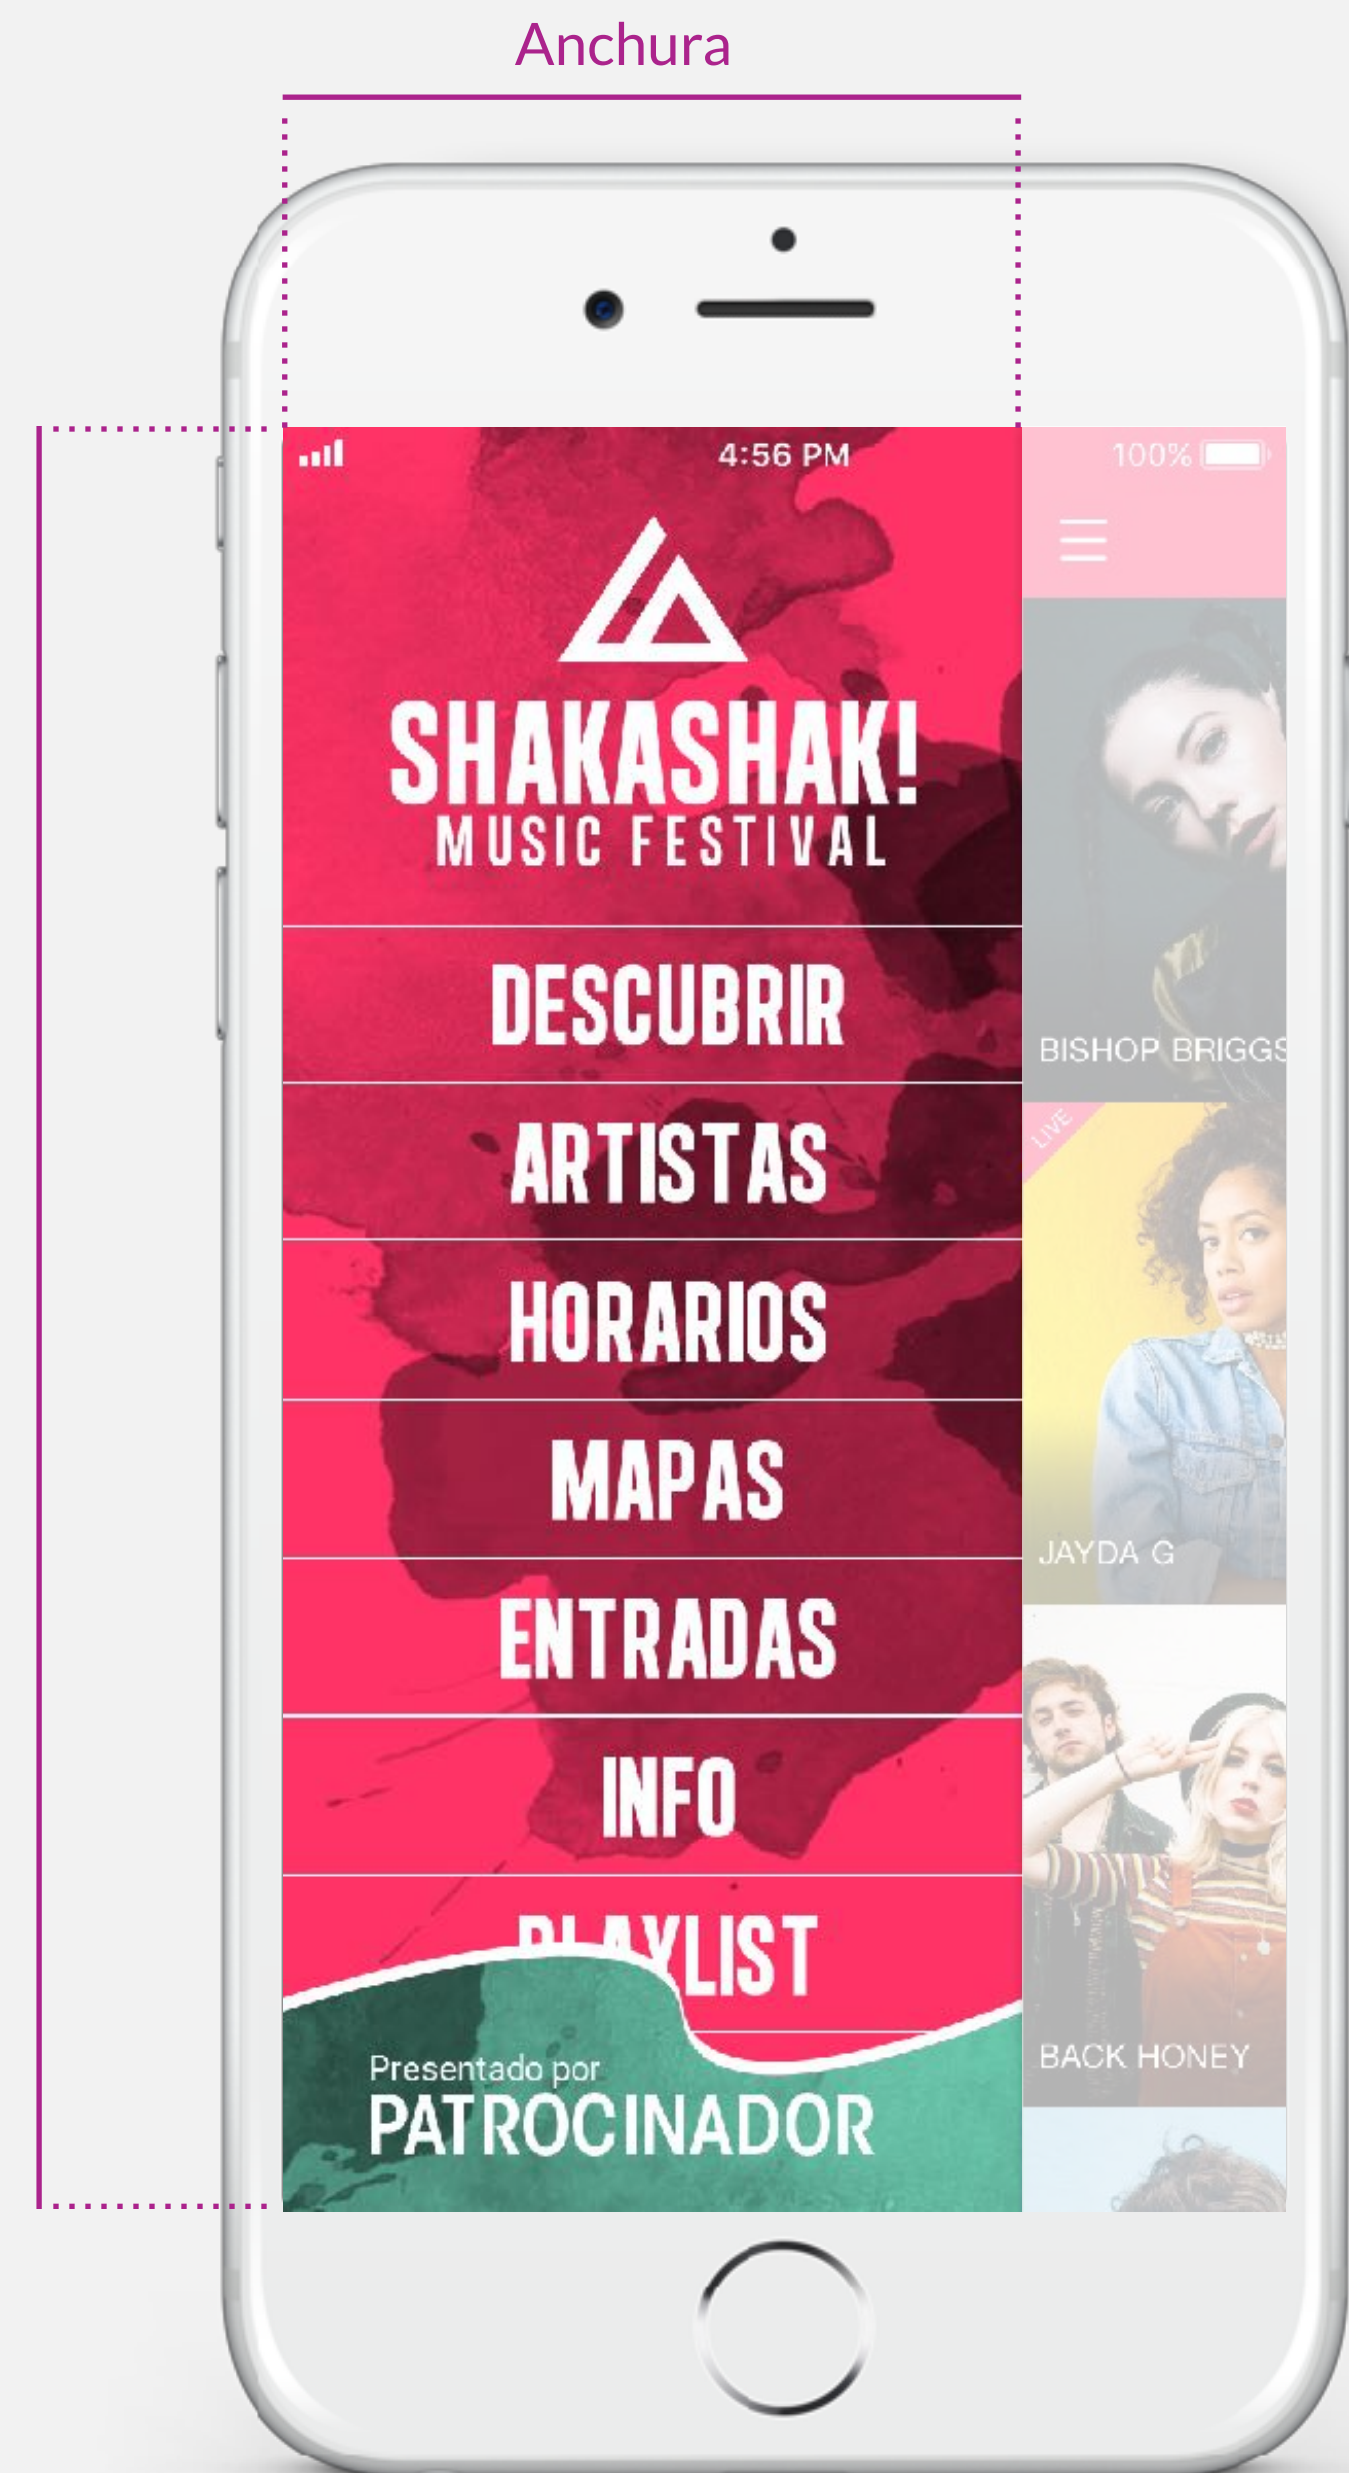 Anchura
4:56 PM
100%
SHAKASHAK!
MUSIC FESTIVAL
DESCUBRIR
ARTISTAS
HORARIOS
MAPAS
ENTRADAS
INFO
PLAYLIST
Presentado por
PATROCINADOR
BISHOP BRIGGS
LIVE
JAYDA G
BACK HONEY